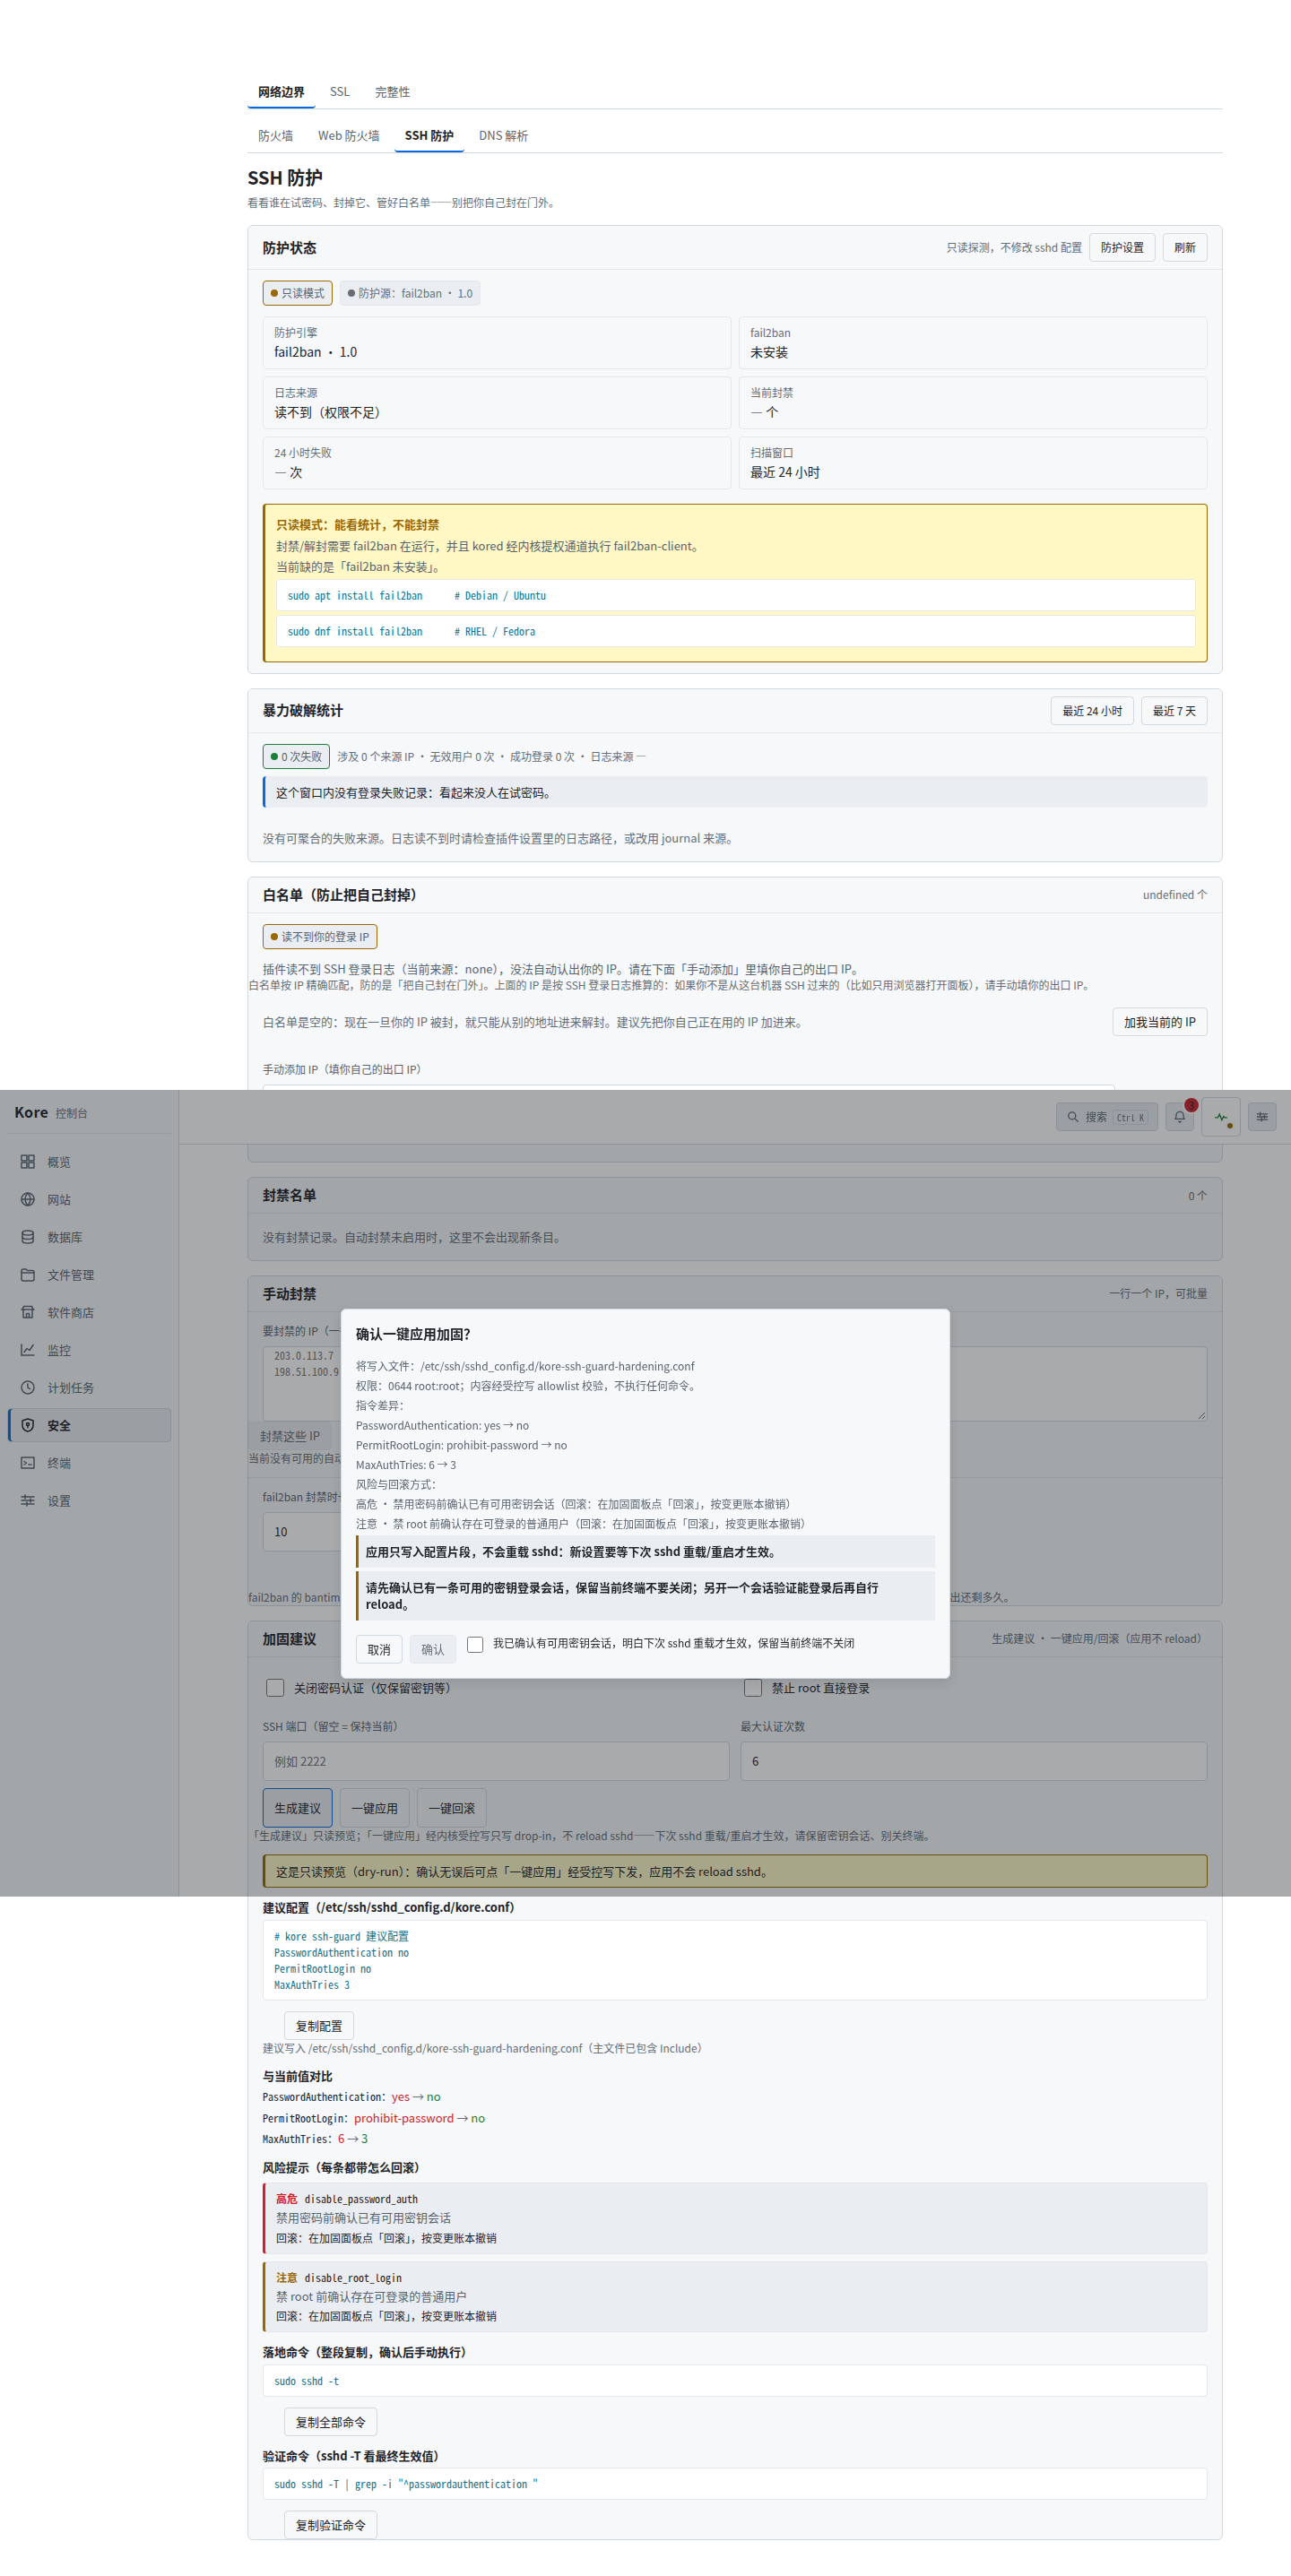 网络边界 SSL 完整性
防火墙 Web 防火墙 SSH 防护 DNS 解析
SSH 防护
看看谁在试密码、封掉它、管好白名单——别把你自己封在门外。
防护状态 只读探测，不修改 sshd 配置 防护设置 刷新
只读模式 防护源：fail2ban · 1.0
防护引擎
fail2ban · 1.0
fail2ban
未安装
日志来源
读不到（权限不足）
当前封禁
— 个
24 小时失败
— 次
扫描窗口
最近 24 小时
只读模式：能看统计，不能封禁
封禁/解封需要 fail2ban 在运行，并且 kored 经内核提权通道执行 fail2ban-client。
当前缺的是「fail2ban 未安装」。
sudo apt install fail2ban # Debian / Ubuntu
sudo dnf install fail2ban # RHEL / Fedora
暴力破解统计 最近 24 小时 最近 7 天
0 次失败 涉及 0 个来源 IP · 无效用户 0 次 · 成功登录 0 次 · 日志来源 —
这个窗口内没有登录失败记录：看起来没人在试密码。
没有可聚合的失败来源。日志读不到时请检查插件设置里的日志路径，或改用 journal 来源。
白名单（防止把自己封掉） undefined 个
读不到你的登录 IP
插件读不到 SSH 登录日志（当前来源：none），没法自动认出你的 IP。请在下面「手动添加」里填你自己的出口 IP。
白名单按 IP 精确匹配，防的是「把自己封在门外」。上面的 IP 是按 SSH 登录日志推算的：如果你不是从这台机器 SSH 过来的（比如只用浏览器打开面板），请手动填你的出口 IP。
白名单是空的：现在一旦你的 IP 被封，就只能从别的地址进来解封。建议先把你自己正在用的 IP 加进来。 加我当前的 IP
手动添加 IP（填你自己的出口 IP）
Kore 控制台 搜索 Ctrl K
概览
网站
数据库
文件管理
软件商店
监控
计划任务
安全
终端
设置
封禁名单 0 个
没有封禁记录。自动封禁未启用时，这里不会出现新条目。
手动封禁 一行一个 IP，可批量
要封禁的 IP（一
203.0.113.7
198.51.100.9
封禁这些 IP
当前没有可用的自动
fail2ban 封禁时
10
fail2ban 的 bantim
出还剩多久。
确认一键应用加固？
将写入文件：/etc/ssh/sshd_config.d/kore-ssh-guard-hardening.conf
权限：0644 root:root；内容经受控写 allowlist 校验，不执行任何命令。
指令差异：
PasswordAuthentication: yes → no
PermitRootLogin: prohibit-password → no
MaxAuthTries: 6 → 3
风险与回滚方式：
高危 · 禁用密码前确认已有可用密钥会话（回滚：在加固面板点「回滚」，按变更账本撤销）
注意 · 禁 root 前确认存在可登录的普通用户（回滚：在加固面板点「回滚」，按变更账本撤销）
应用只写入配置片段，不会重载 sshd：新设置要等下次 sshd 重载/重启才生效。
请先确认已有一条可用的密钥登录会话，保留当前终端不要关闭；另开一个会话验证能登录后再自行
reload。
取消 确认 我已确认有可用密钥会话，明白下次 sshd 重载才生效，保留当前终端不关闭
加固建议 生成建议 · 一键应用/回滚（应用不 reload）
关闭密码认证（仅保留密钥等） 禁止 root 直接登录
SSH 端口（留空 = 保持当前） 最大认证次数
例如 2222 6
生成建议 一键应用 一键回滚
「生成建议」只读预览；「一键应用」经内核受控写只写 drop-in，不 reload sshd——下次 sshd 重载/重启才生效，请保留密钥会话、别关终端。
这是只读预览（dry-run）：确认无误后可点「一键应用」经受控写下发，应用不会 reload sshd。
建议配置（/etc/ssh/sshd_config.d/kore.conf）
# kore ssh-guard 建议配置
PasswordAuthentication no
PermitRootLogin no
MaxAuthTries 3
复制配置
建议写入 /etc/ssh/sshd_config.d/kore-ssh-guard-hardening.conf（主文件已包含 Include）
与当前值对比
PasswordAuthentication: yes → no
PermitRootLogin: prohibit-password → no
MaxAuthTries: 6 → 3
风险提示（每条都带怎么回滚）
高危 disable_password_auth
禁用密码前确认已有可用密钥会话
回滚：在加固面板点「回滚」，按变更账本撤销
注意 disable_root_login
禁 root 前确认存在可登录的普通用户
回滚：在加固面板点「回滚」，按变更账本撤销
落地命令（整段复制，确认后手动执行）
sudo sshd -t
复制全部命令
验证命令（sshd -T 看最终生效值）
sudo sshd -T | grep -i "^passwordauthentication "
复制验证命令